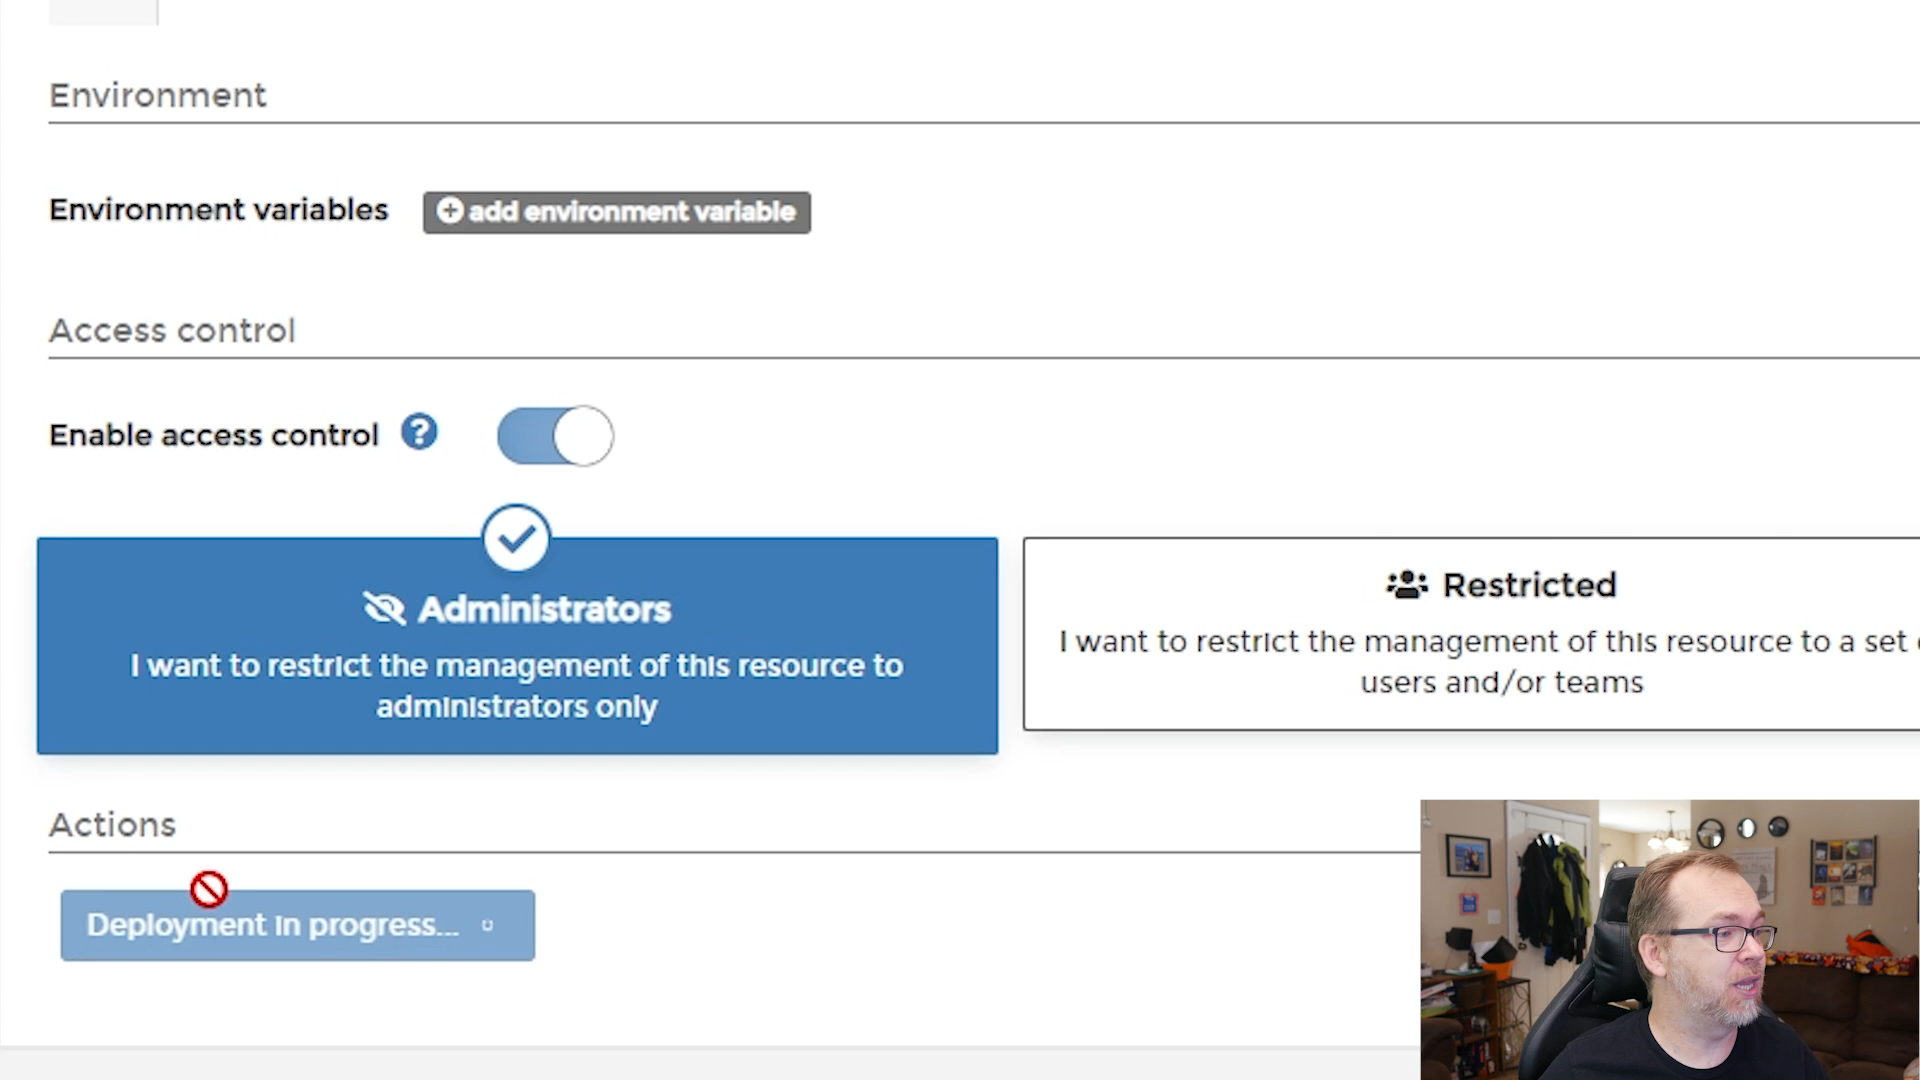 Environment
Environment variables
add environment variable
Access control
Enable access control
Administrators
I want to restrict the management of this resource to
administrators only
Restricted
I want to restrict the management of this resource to a set
users and/or teams
Actions
Deployment in progress...